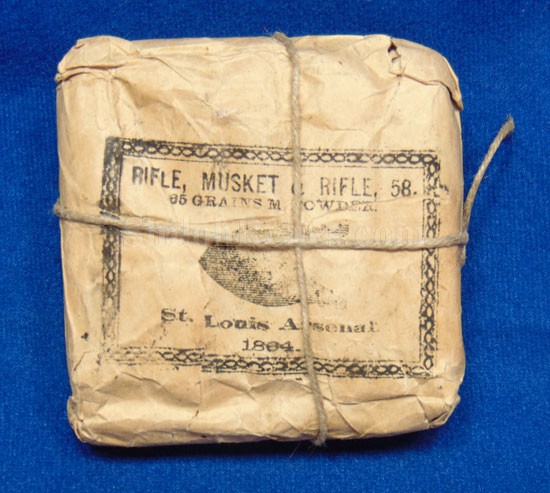 RIFLE, MUSKET & RIFLE, 58.
65 GRAINS M. POWDER.
St. Louis Arsenal
1864.